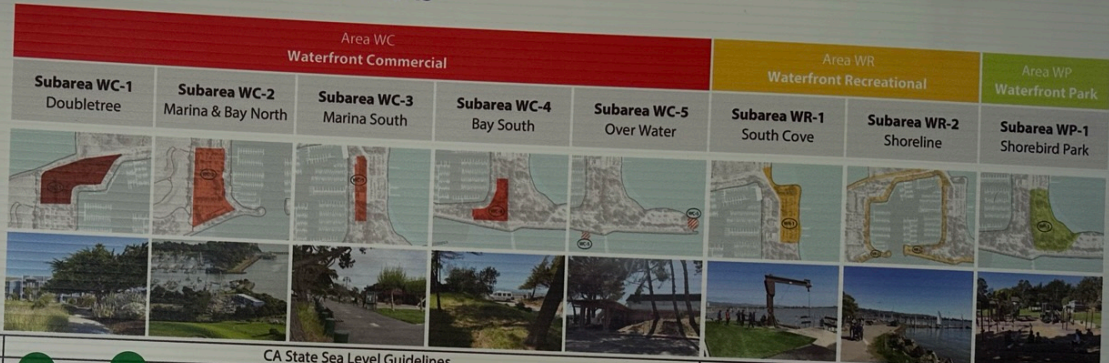 Area WC
Waterfront Commercial
Area WR
Waterfront Recreational
Area WP
Waterfront Park
Subarea WC-1
Doubletree
Subarea WC-2
Marina & Bay North
Subarea WC-3
Marina South
Subarea WC-4
Bay South
Subarea WC-5
Over Water
Subarea WR-1
South Cove
Subarea WR-2
Shoreline
Subarea WP-1
Shorebird Park
CA State Sea Level Guidelines